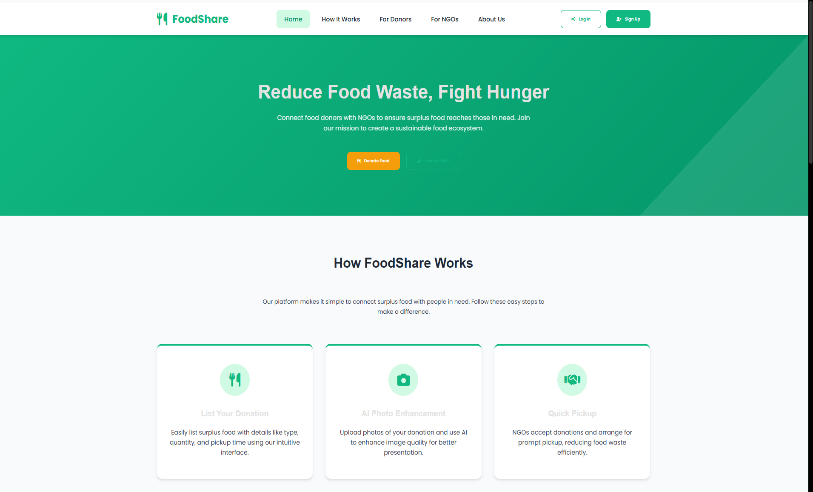 FoodShare
Home How It Works For Donors For NGOs About Us Login Sign Up
Reduce Food Waste, Fight Hunger
Connect food donors with NGOs to ensure surplus food reaches those in need. Join
our mission to create a sustainable food ecosystem.
Donate Food
How FoodShare Works
Our platform makes it simple to connect surplus food with people in need. Follow these easy steps to
make a difference.
List Your Donation
Easily list surplus food with details like type,
quantity, and pickup time using our intuitive
interface.
AI Photo Enhancement
Upload photos of your donation and use AI
to enhance image quality for better
presentation.
Quick Pickup
NGOs accept donations and arrange for
prompt pickup, reducing food waste
efficiently.